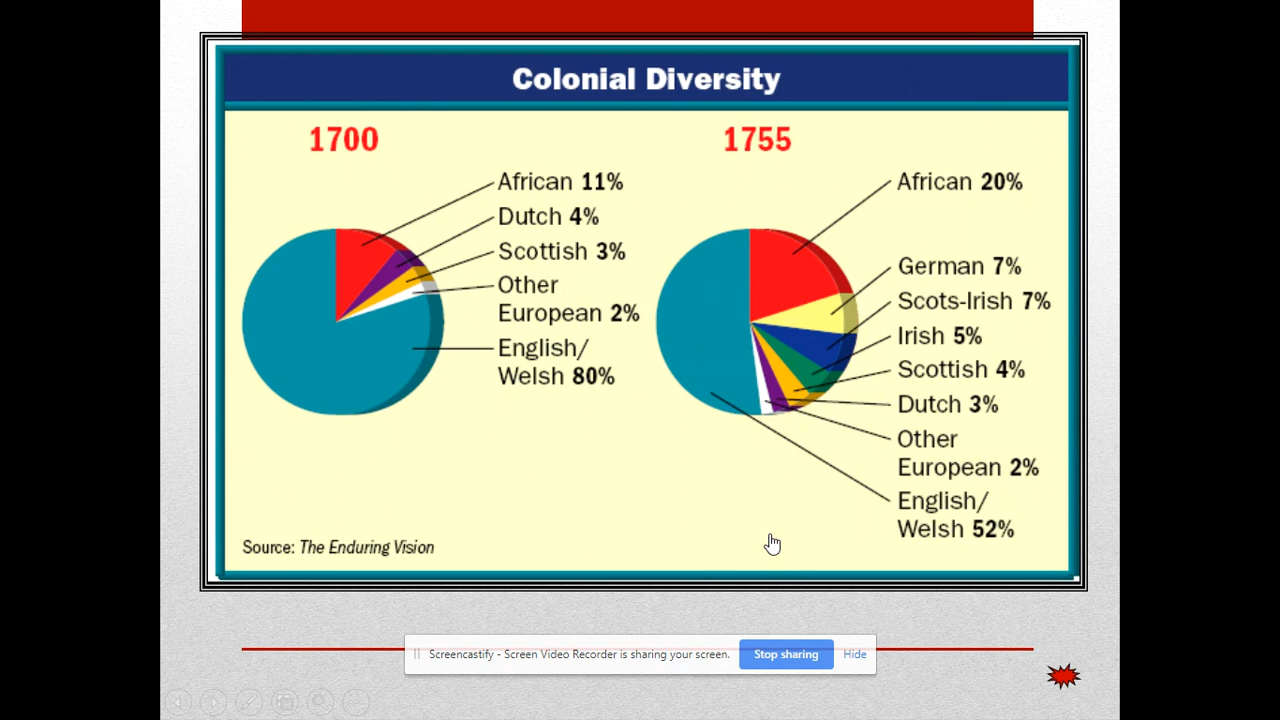 Colonial Diversity
1700
African 11%
Dutch 4%
Scottish 3%
Other
European 2%
English/
Welsh 80%
1755
African 20%
German 7%
Scots-Irish 7%
Irish 5%
Scottish 4%
Dutch 3%
Other
European 2%
English/
Welsh 52%
Source: The Enduring Vision
Screencastify - Screen Video Recorder is sharing your screen. Stop sharing Hide